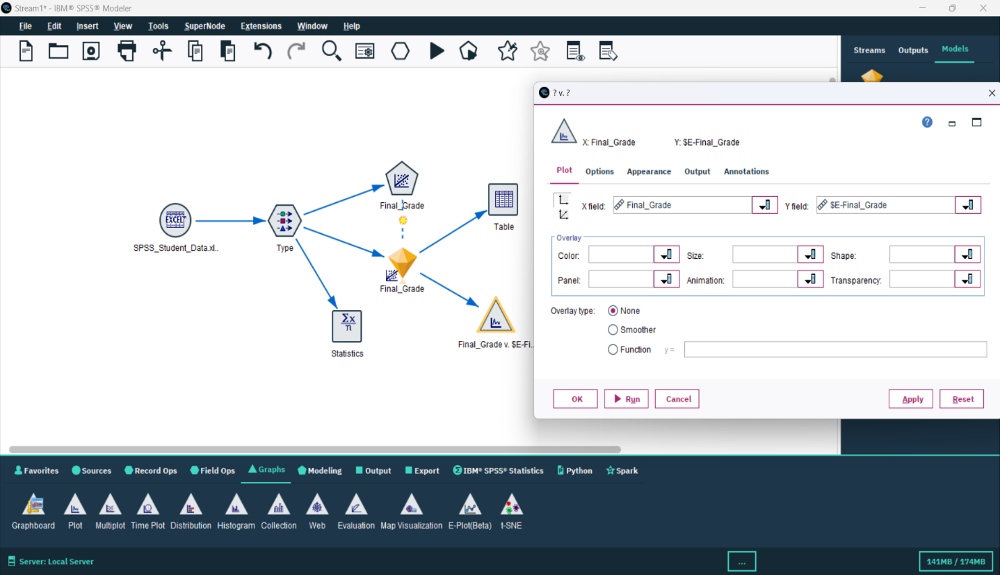 Stream1* - IBM® SPSS® Modeler
File Edit Insert View Tools SuperNode Extensions Window Help
Streams Outputs Models
? v. ?
X: Final_Grade Y: $E-Final_Grade
Plot Options Appearance Output Annotations
X field: Final_Grade Y field: $E-Final_Grade
Overlay
Color: Size: Shape:
Panel: Animation: Transparency:
Overlay type: None
Smoother
Function y =
OK Run Cancel Apply Reset
EXCEL™
SPSS_Student_Data.xl..
Type
Final_Grade
Table
Final_Grade
Σx
n
Statistics
Final_Grade v. $E-Fi..
Favorites Sources Record Ops Field Ops Graphs Modeling Output Export IBM® SPSS® Statistics Python Spark
Graphboard Plot Multiplot Time Plot Distribution Histogram Collection Web Evaluation Map Visualization E-Plot(Beta) t-SNE
Server: Local Server ... 141MB / 174MB